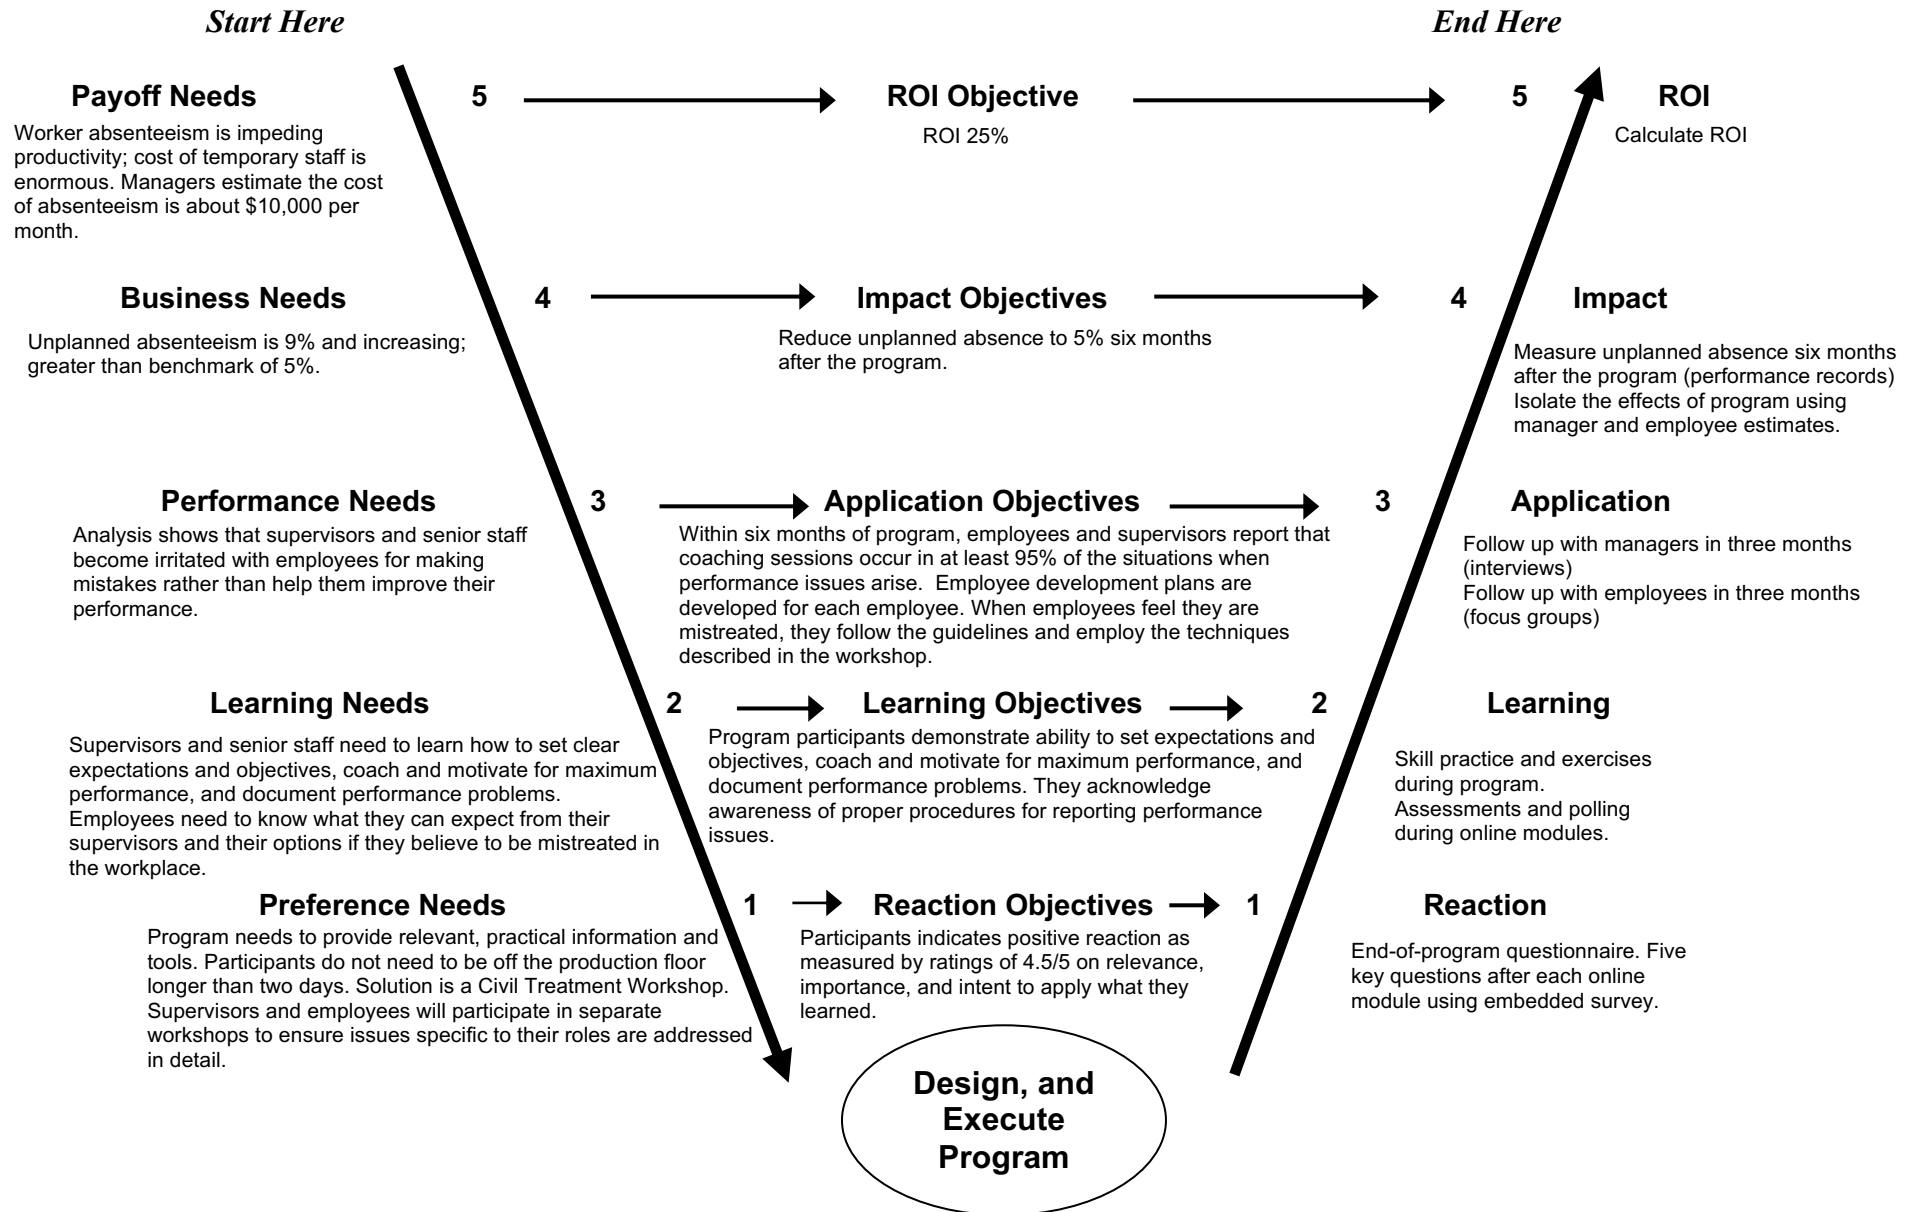 Start Here
End Here
Payoff Needs
5
ROI Objective
5
ROI
Worker absenteeism is impeding
productivity; cost of temporary staff is
enormous. Managers estimate the cost
of absenteeism is about $10,000 per
month.
ROI 25%
Calculate ROI
Business Needs
4
Impact Objectives
4
Impact
Unplanned absenteeism is 9% and increasing;
greater than benchmark of 5%.
Reduce unplanned absence to 5% six months
after the program.
Measure unplanned absence six months
after the program (performance records)
Isolate the effects of program using
manager and employee estimates.
Performance Needs
3
Application Objectives
3
Application
Analysis shows that supervisors and senior staff
become irritated with employees for making
mistakes rather than help them improve their
performance.
Within six months of program, employees and supervisors report that
coaching sessions occur in at least 95% of the situations when
performance issues arise.  Employee development plans are
developed for each employee. When employees feel they are
mistreated, they follow the guidelines and employ the techniques
described in the workshop.
Follow up with managers in three months
(interviews)
Follow up with employees in three months
(focus groups)
Learning Needs
2
Learning Objectives
2
Learning
Supervisors and senior staff need to learn how to set clear
expectations and objectives, coach and motivate for maximum
performance, and document performance problems.
Employees need to know what they can expect from their
supervisors and their options if they believe to be mistreated in
the workplace.
Program participants demonstrate ability to set expectations and
objectives, coach and motivate for maximum performance, and
document performance problems. They acknowledge
awareness of proper procedures for reporting performance
issues.
Skill practice and exercises
during program.
Assessments and polling
during online modules.
Preference Needs
1
Reaction Objectives
1
Reaction
Program needs to provide relevant, practical information and
tools. Participants do not need to be off the production floor
longer than two days. Solution is a Civil Treatment Workshop.
Supervisors and employees will participate in separate
workshops to ensure issues specific to their roles are addressed
in detail.
Participants indicates positive reaction as
measured by ratings of 4.5/5 on relevance,
importance, and intent to apply what they
learned.
End-of-program questionnaire. Five
key questions after each online
module using embedded survey.
Design, and
Execute
Program